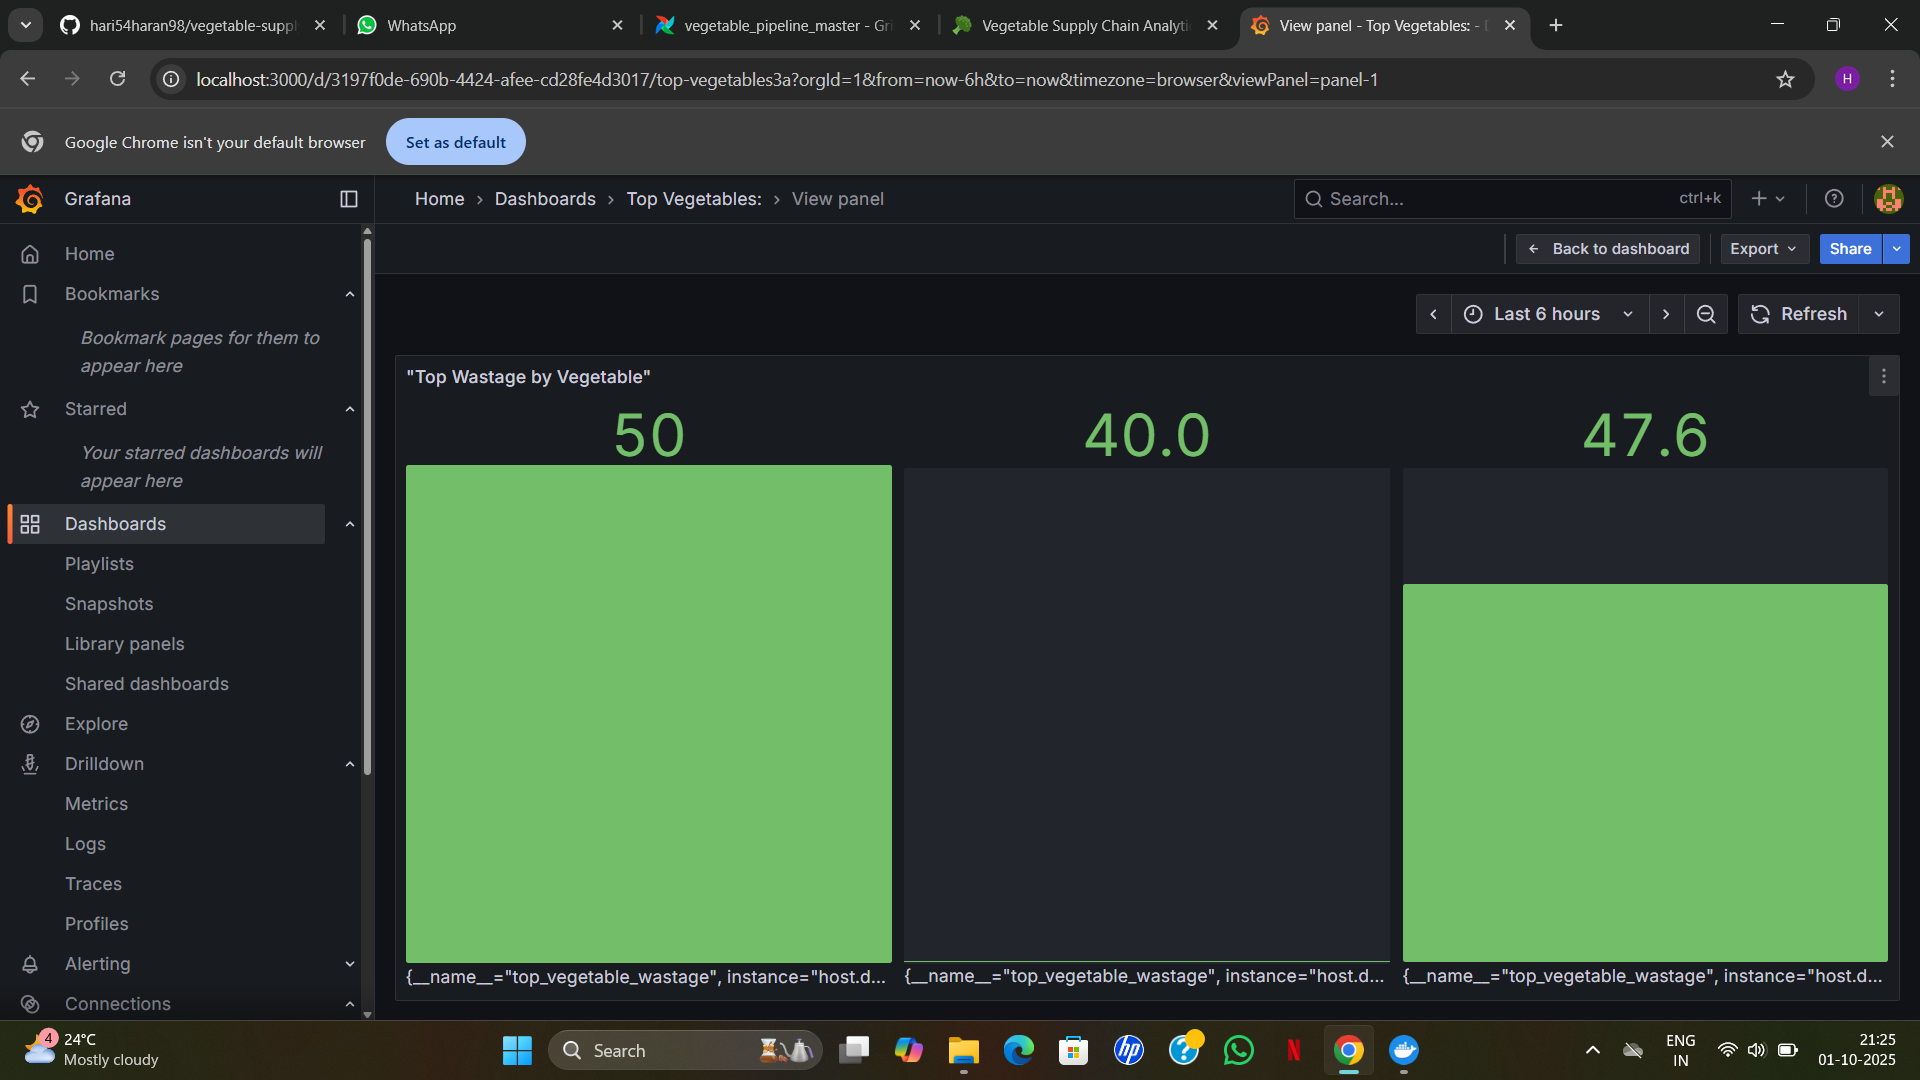 hari54haran98/vegetable-suppl
WhatsApp
vegetable_pipeline_master - Gri
Vegetable Supply Chain Analytic
View panel - Top Vegetables: - D
localhost:3000/d/3197f0de-690b-4424-afee-cd28fe4d3017/top-vegetables3a?orgId=1&from=now-6h&to=now&timezone=browser&viewPanel=panel-1
H
Google Chrome isn't your default browser
Set as default
Grafana
Home › Dashboards › Top Vegetables: › View panel
Search...
ctrl+k
Back to dashboard
Export
Share
Home
Bookmarks
Bookmark pages for them to
appear here
Starred
Your starred dashboards will
appear here
Dashboards
Playlists
Snapshots
Library panels
Shared dashboards
Explore
Drilldown
Metrics
Logs
Traces
Profiles
Alerting
Connections
Last 6 hours
Refresh
"Top Wastage by Vegetable"
50
40.0
47.6
{__name__="top_vegetable_wastage", instance="host.d...
{__name__="top_vegetable_wastage", instance="host.d...
{__name__="top_vegetable_wastage", instance="host.d...
4
24°C
Mostly cloudy
Search
hp
N
ENG
IN
21:25
01-10-2025